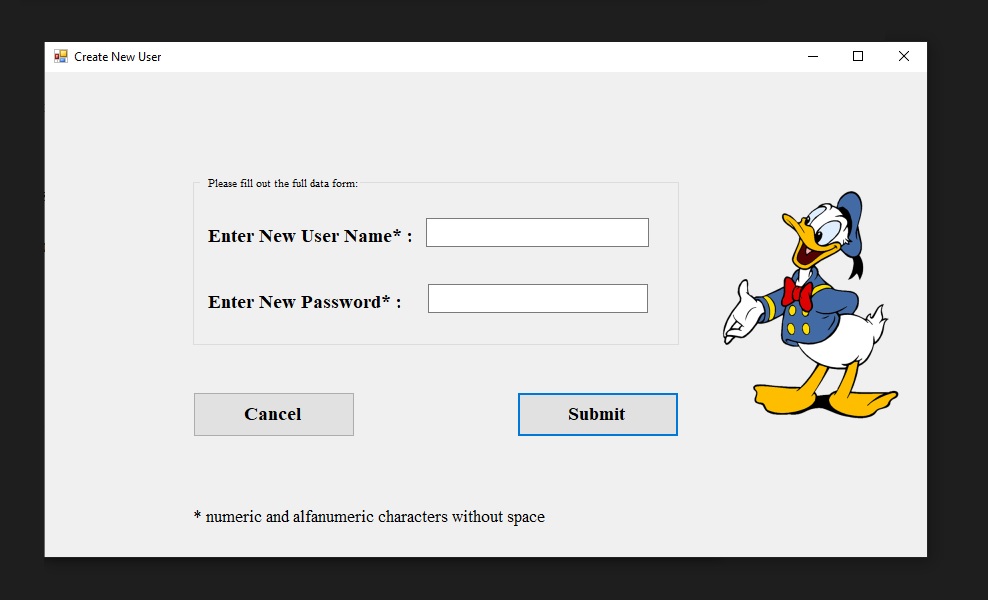 Create New User
Please fill out the full data form:
Enter New User Name* :
Enter New Password* :
Cancel
Submit
* numeric and alfanumeric characters without space